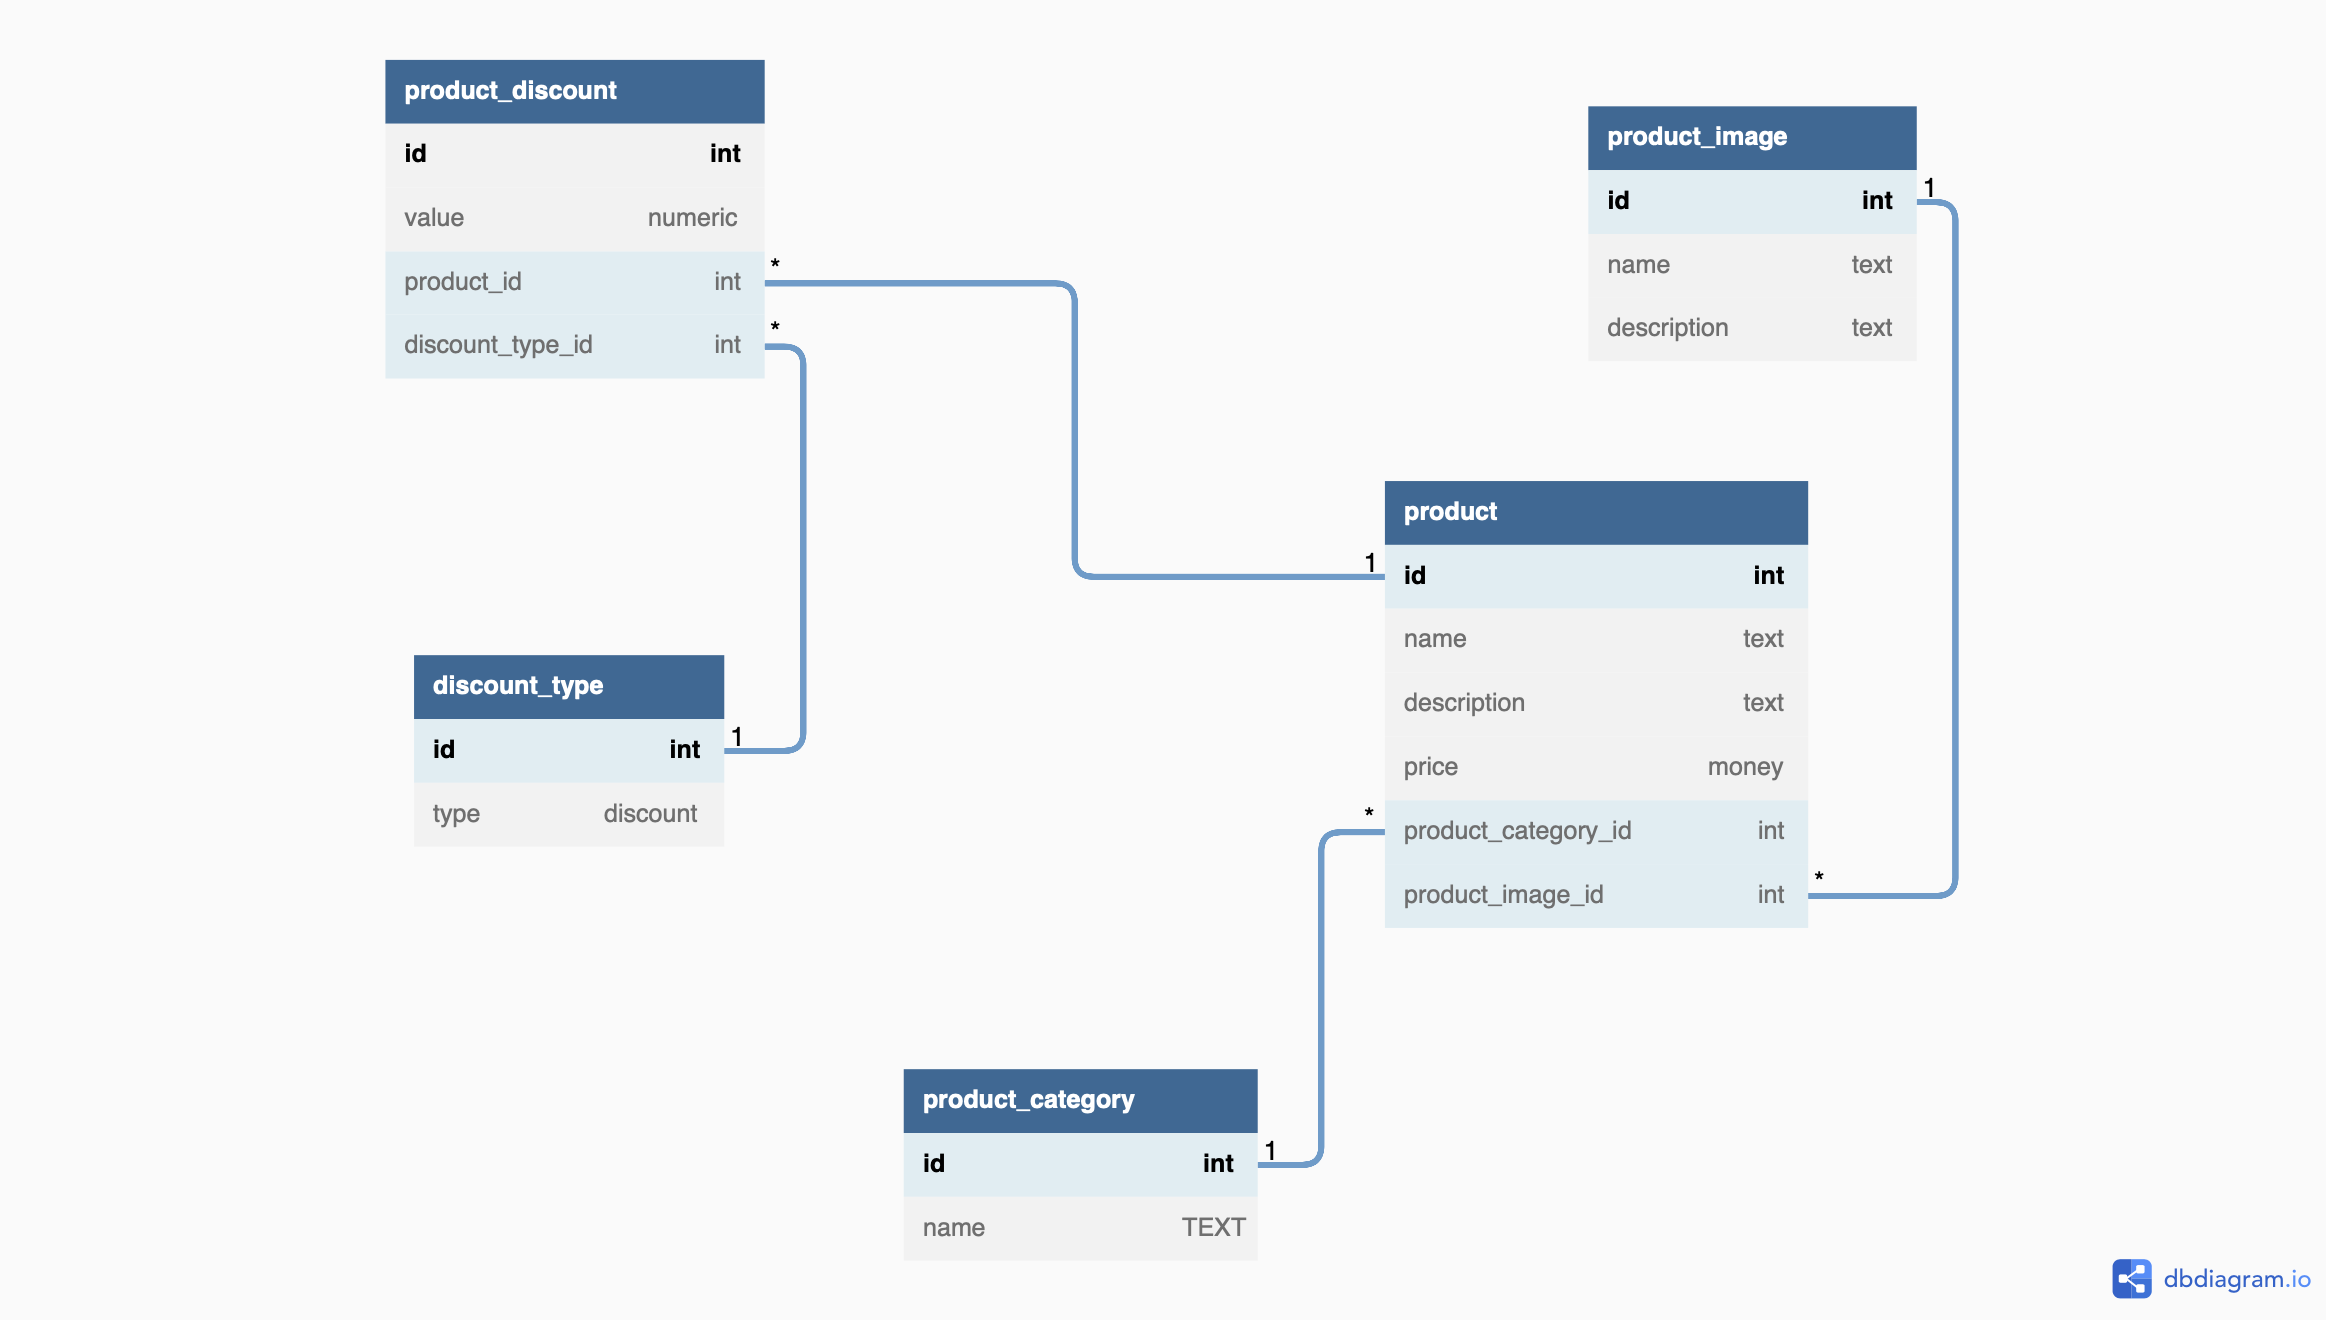 product_discount
id int
value numeric
product_id int *
discount_type_id int *
product_image
id int 1
name text
description text
product
1 id int
name text
description text
price money
* product_category_id int
product_image_id int *
discount_type
id int 1
type discount
product_category
id int 1
name TEXT
dbdiagram.io